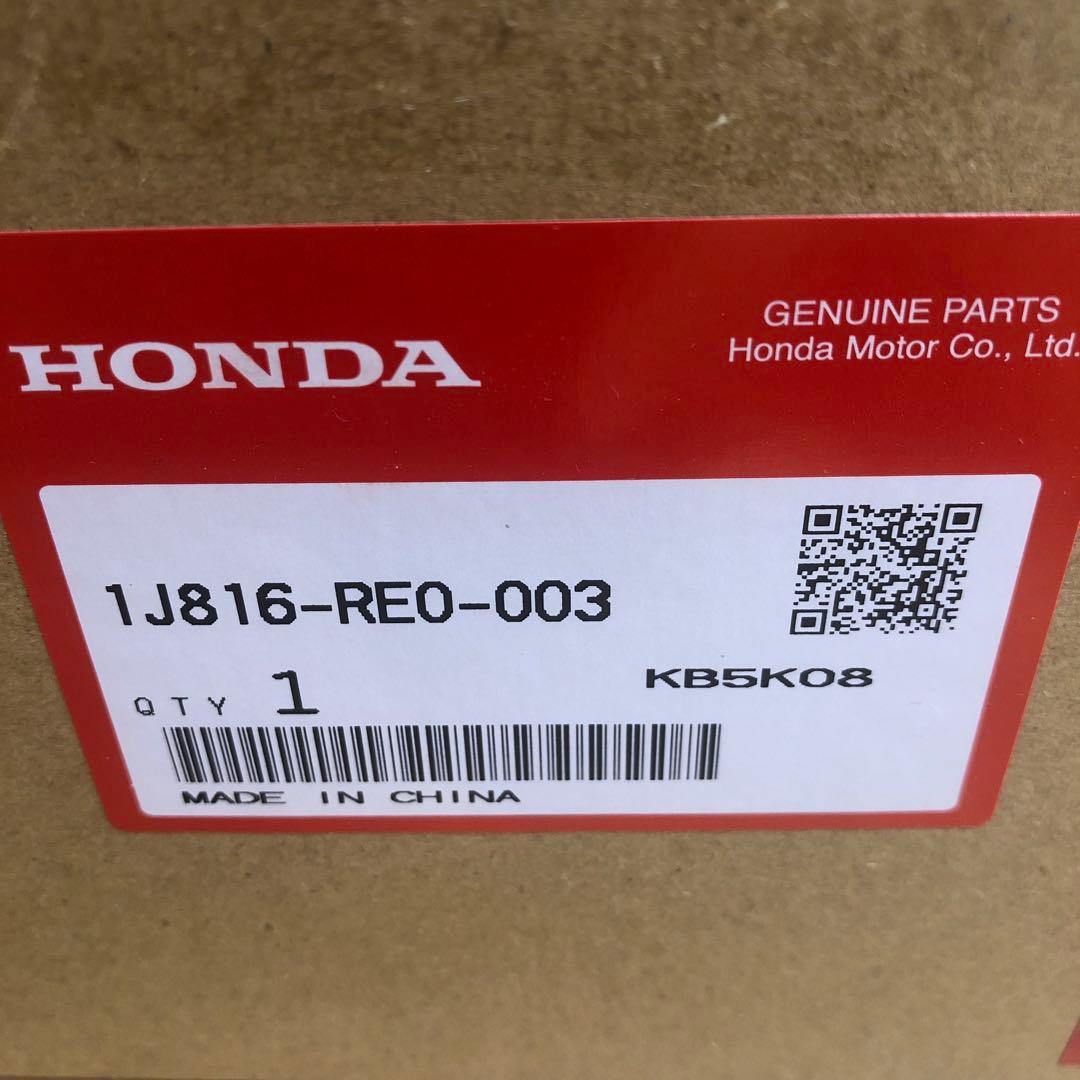 GENUINE PARTS
HONDA
Honda Motor Co., Ltd.
1J816-RE0-003
QTY 1
KB5K08
MADE IN CHINA